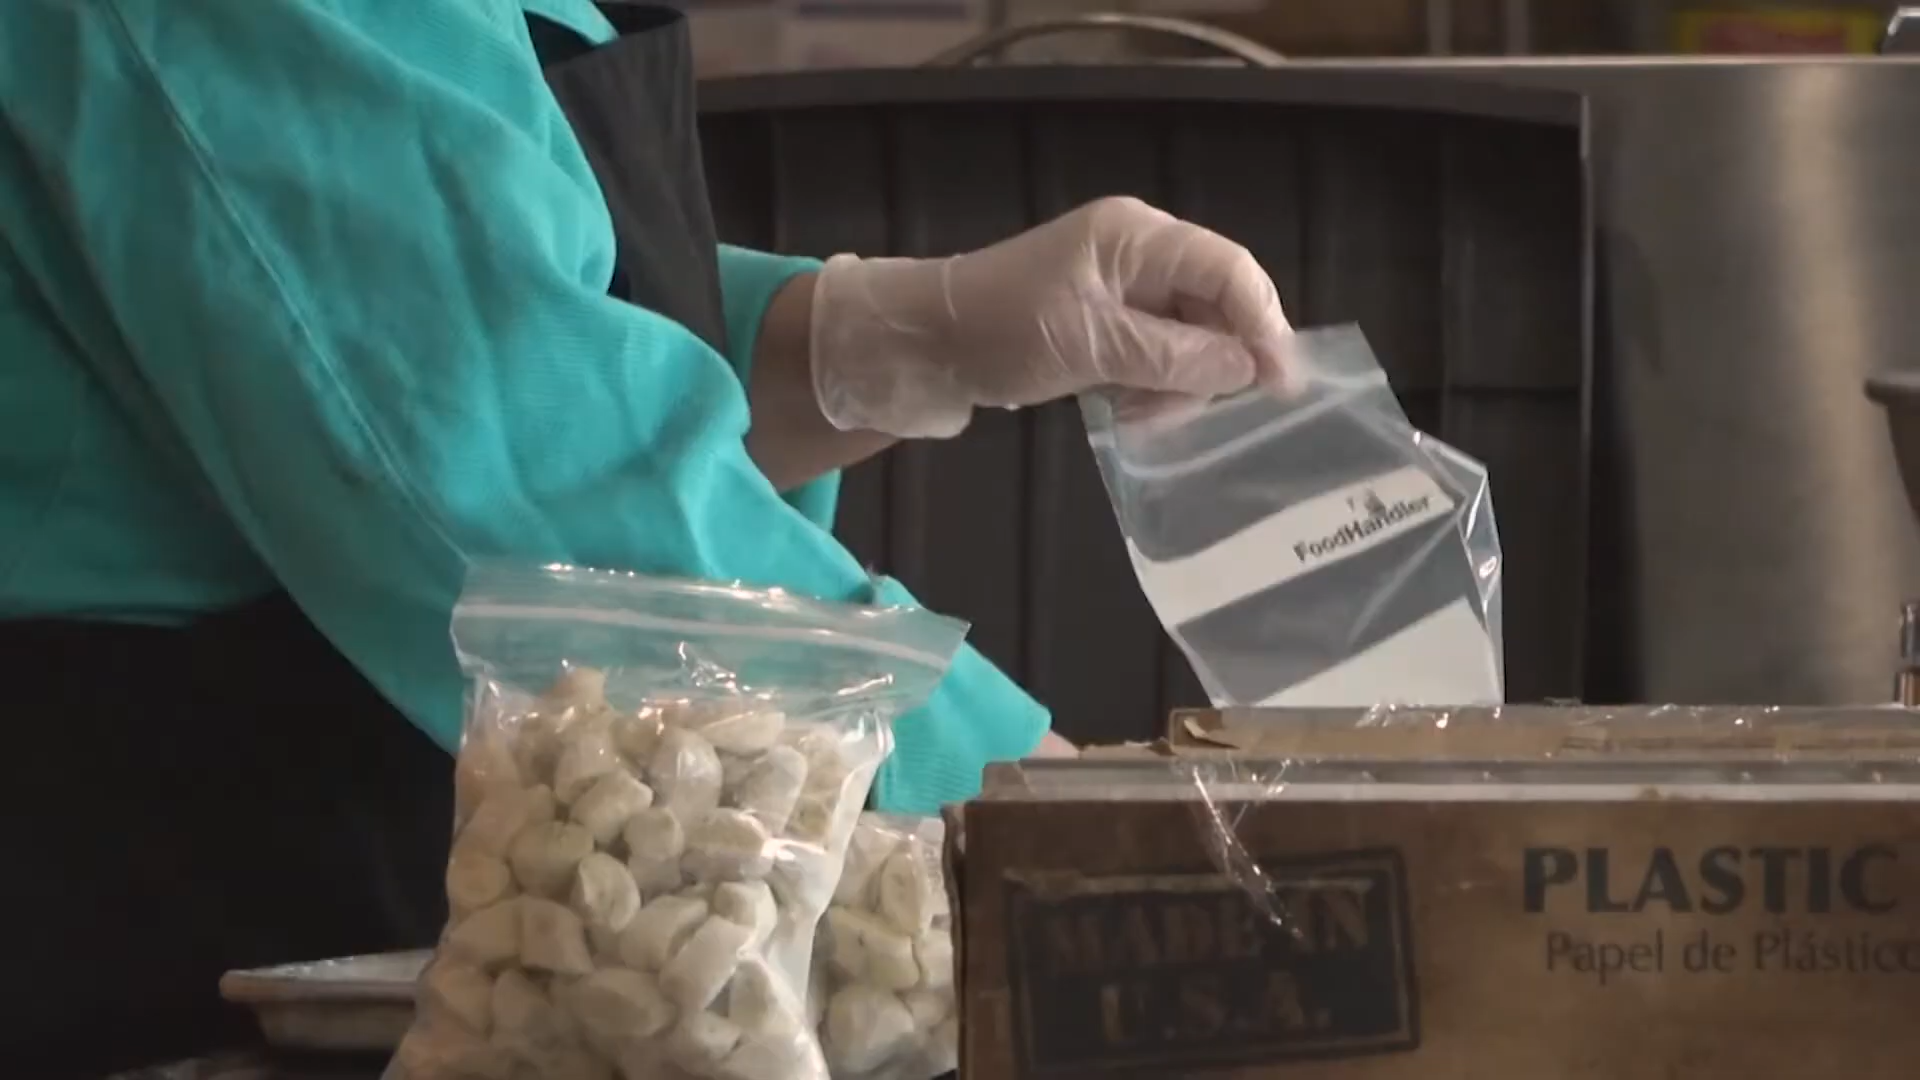 FoodHandler
PLASTIC
Papel de Plástico
MADE IN
U.S.A.